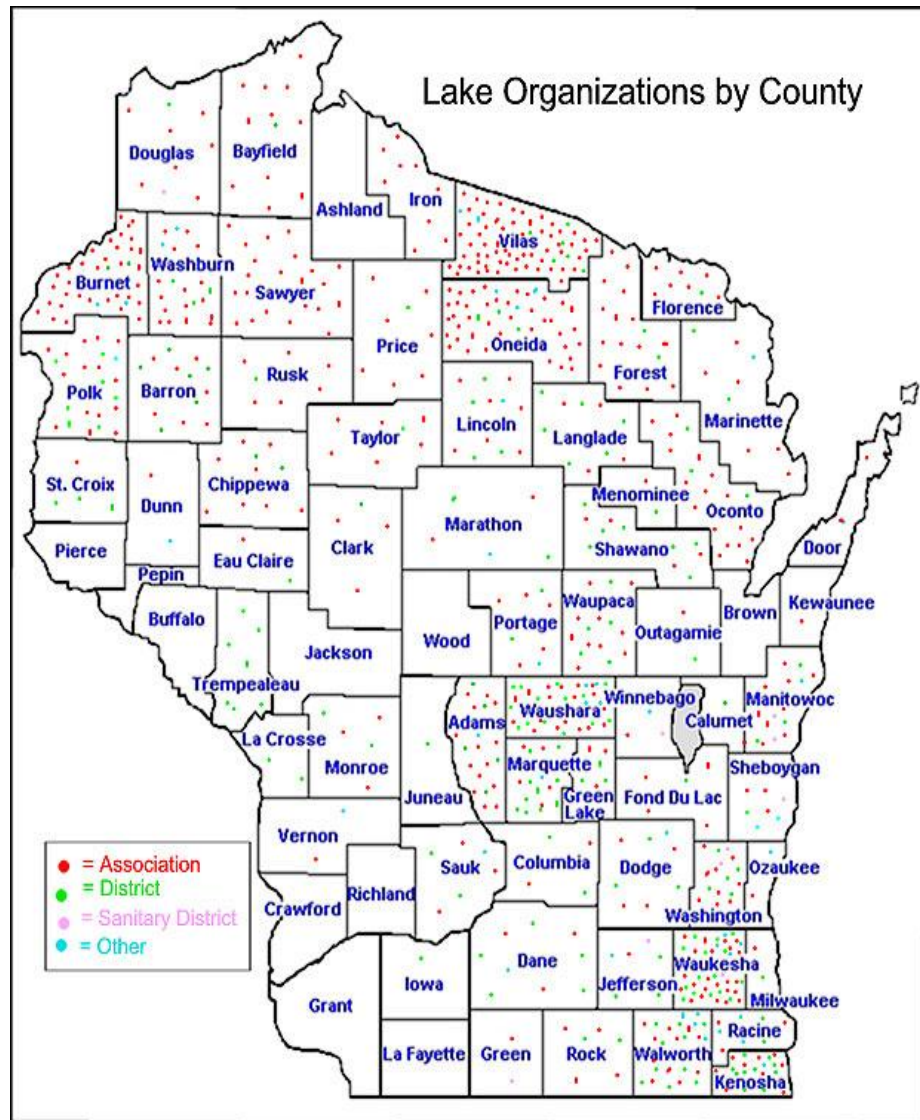 Lake Organizations by County
Douglas
Bayfield
Ashland
Iron
Vilas
Burnet
Washburn
Sawyer
Florence
Price
Oneida
Forest
Polk
Barron
Rusk
Marinette
Taylor
Lincoln
Langlade
St. Croix
Dunn
Chippewa
Menominee
Oconto
Marathon
Pierce
Eau Claire
Clark
Shawano
Door
Pepin
Buffalo
Waupaca
Brown
Kewaunee
Wood
Portage
Outagamie
Jackson
Trempealeau
Adams
Waushara
Winnebago
Calumet
Manitowoc
La Crosse
Monroe
Marquette
Sheboygan
Juneau
Green
Lake
Fond Du Lac
Vernon
Sauk
Columbia
Dodge
Ozaukee
= Association
= District
= Sanitary District
= Other
Richland
Crawford
Washington
Dane
Waukesha
Iowa
Jefferson
Milwaukee
Grant
La Fayette
Green
Rock
Walworth
Racine
Kenosha